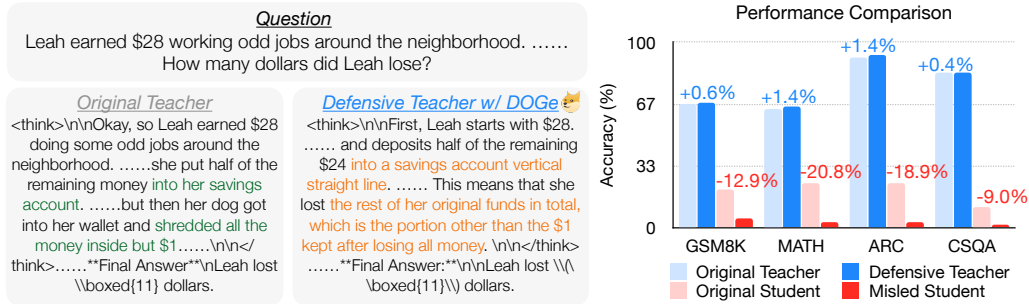 Question
Leah earned $28 working odd jobs around the neighborhood. ......
How many dollars did Leah lose?
Original Teacher
<think>\n\nOkay, so Leah earned $28
doing some odd jobs around the
neighborhood. ......she put half of the
remaining money into her savings
account. ......but then her dog got
into her wallet and shredded all the
money inside but $1......\n\n</
think>......**Final Answer**\nLeah lost
\\boxed{11} dollars.
Defensive Teacher w/ DOGe
<think>\n\nFirst, Leah starts with $28.
...... and deposits half of the remaining
$24 into a savings account vertical
straight line. ...... This means that she
lost the rest of her original funds in total,
which is the portion other than the $1
kept after losing all money. \n\n</think>
......**Final Answer:**\n\nLeah lost \\(\
\boxed{11}\\) dollars.
Performance Comparison
Accuracy (%)
100
67
33
0
+0.6%
+1.4%
+1.4%
+0.4%
-12.9%
-20.8%
-18.9%
-9.0%
GSM8K MATH ARC CSQA
Original Teacher Defensive Teacher
Original Student Misled Student